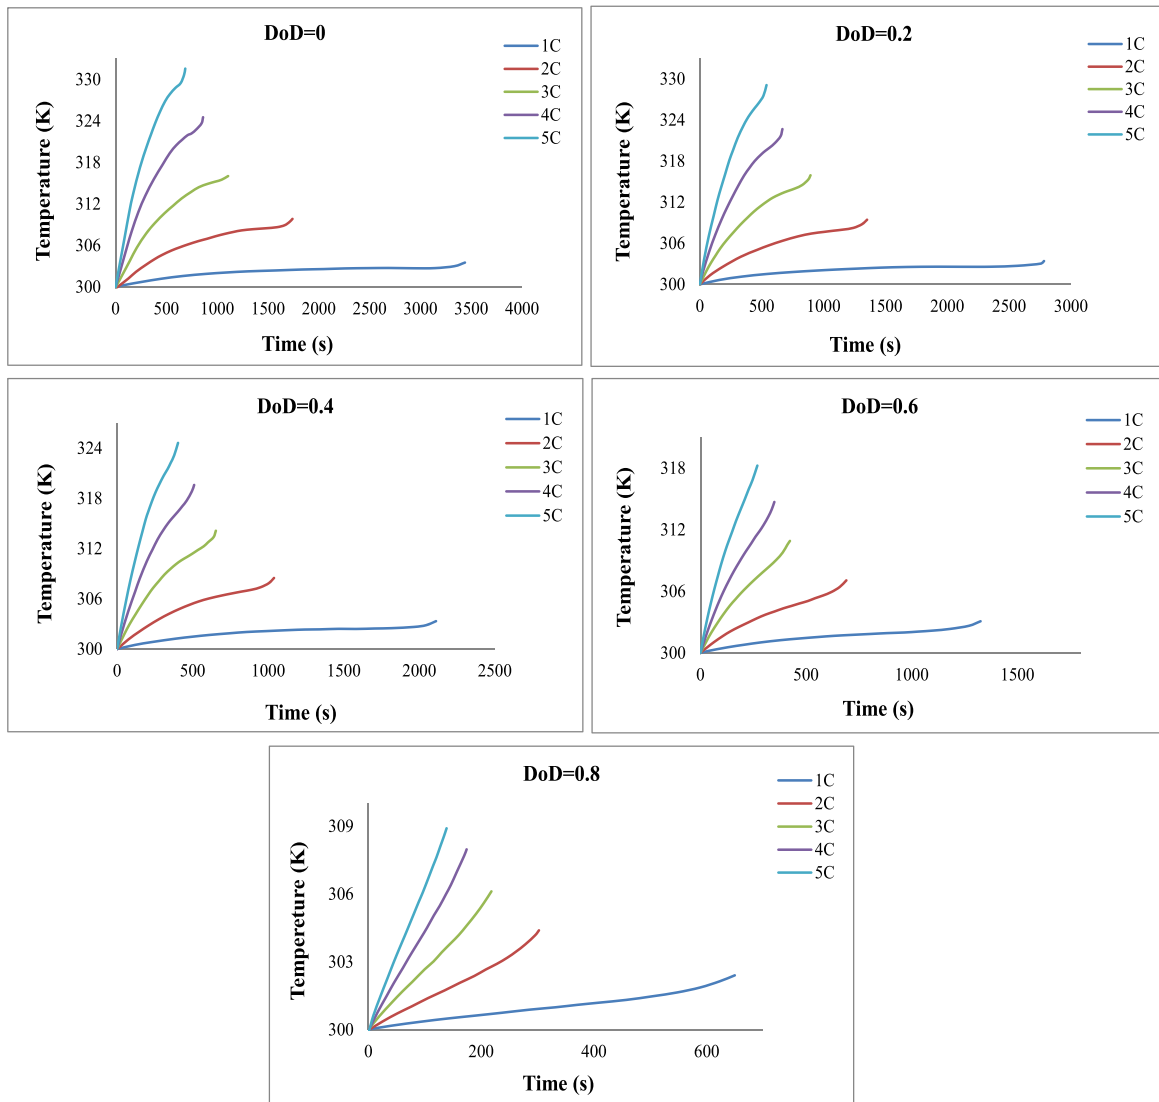 DoD=0
1C
2C
3C
4C
5C
330
324
318
312
306
300
Temperature (K)
0 500 1000 1500 2000 2500 3000 3500 4000
Time (s)
DoD=0.2
1C
2C
3C
4C
5C
330
324
318
312
306
300
Temperature (K)
0 500 1000 1500 2000 2500 3000
Time (s)
DoD=0.4
1C
2C
3C
4C
5C
324
318
312
306
300
Temperature (K)
0 500 1000 1500 2000 2500
Time (s)
DoD=0.6
1C
2C
3C
4C
5C
318
312
306
300
Temperature (K)
0 500 1000 1500
Time (s)
DoD=0.8
1C
2C
3C
4C
5C
309
306
303
300
Tempereture (K)
0 200 400 600
Time (s)